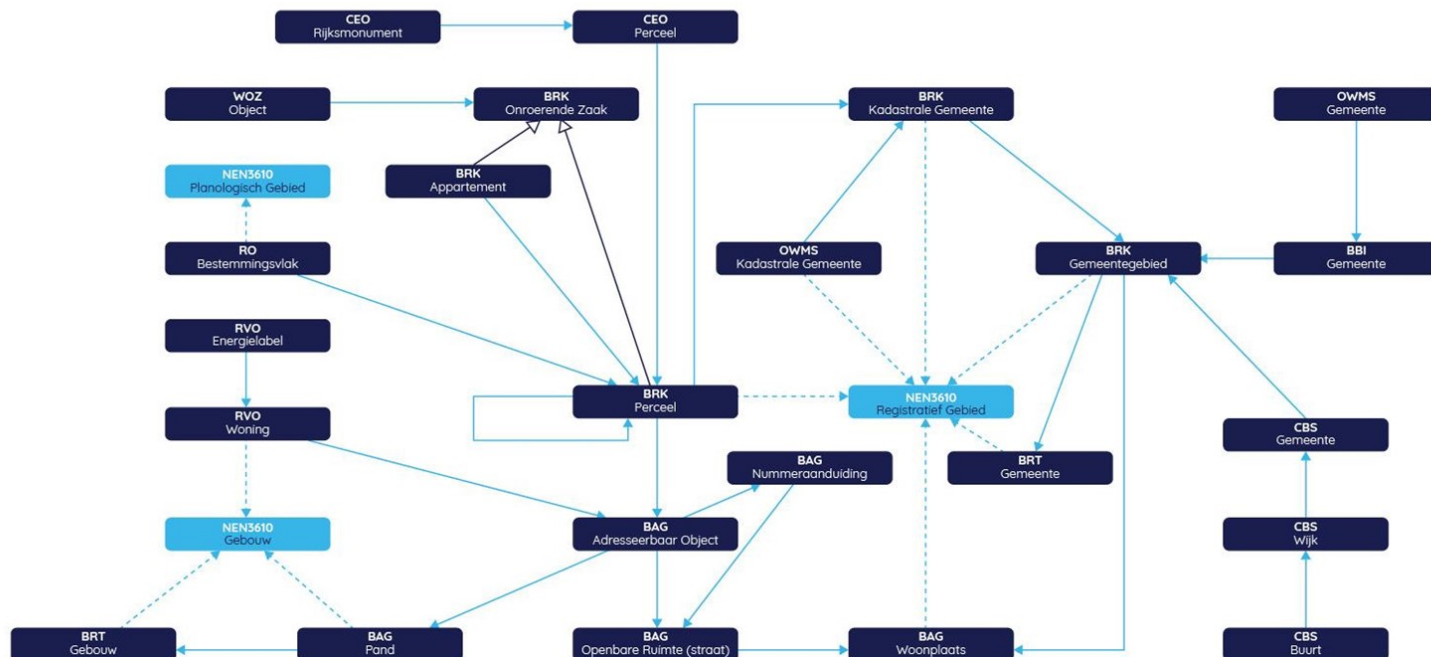 CEO
Rijksmonument
CEO
Perceel
WOZ
Object
BRK
Onroerende Zaak
BRK
Kadastrale Gemeente
OWMS
Gemeente
NEN3610
Planologisch Gebied
BRK
Appartement
RO
Bestemmingsvlak
OWMS
Kadastrale Gemeente
BRK
Gemeentegebied
BBI
Gemeente
RVO
Energielabel
BRK
Perceel
NEN3610
Registratief Gebied
RVO
Woning
CBS
Gemeente
BAG
Nummeraanduiding
BRT
Gemeente
NEN3610
Gebouw
BAG
Adresseerbaar Object
CBS
Wijk
BRT
Gebouw
BAG
Pand
BAG
Openbare Ruimte (straat)
BAG
Woonplaats
CBS
Buurt